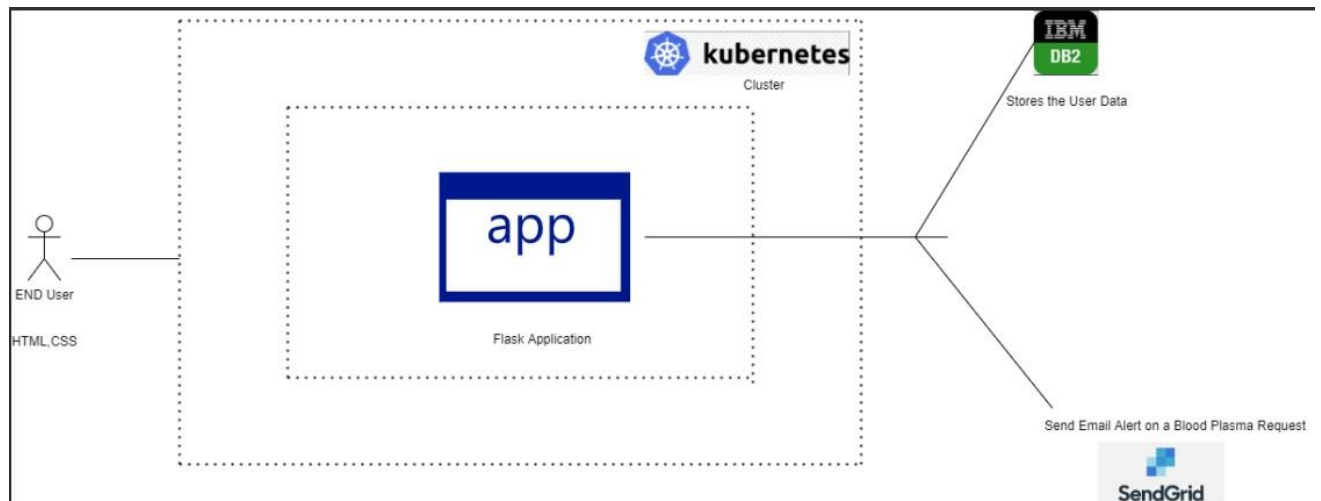 kubernetes
Cluster
IBM
DB2
Stores the User Data
app
END User
Flask Application
HTML,CSS
Send Email Alert on a Blood Plasma Request
SendGrid